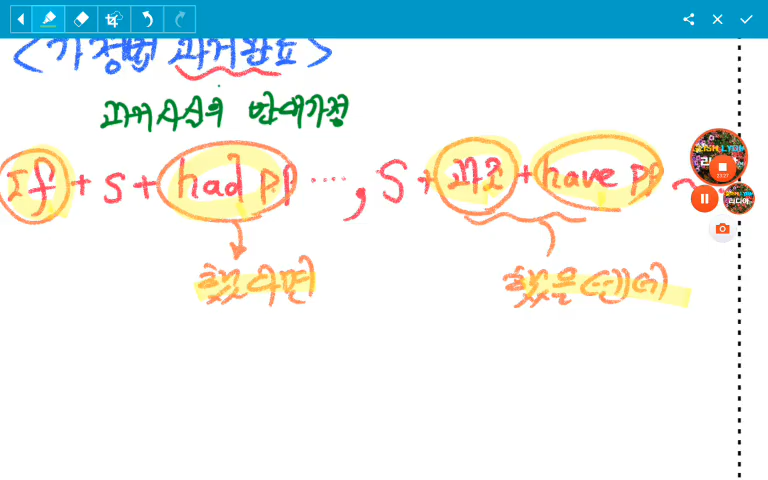 <가정법 과거완료>
과거사실의 반대가정
If + S + had pp ....., S + 과조 + have pp ~
했다면
했을텐데